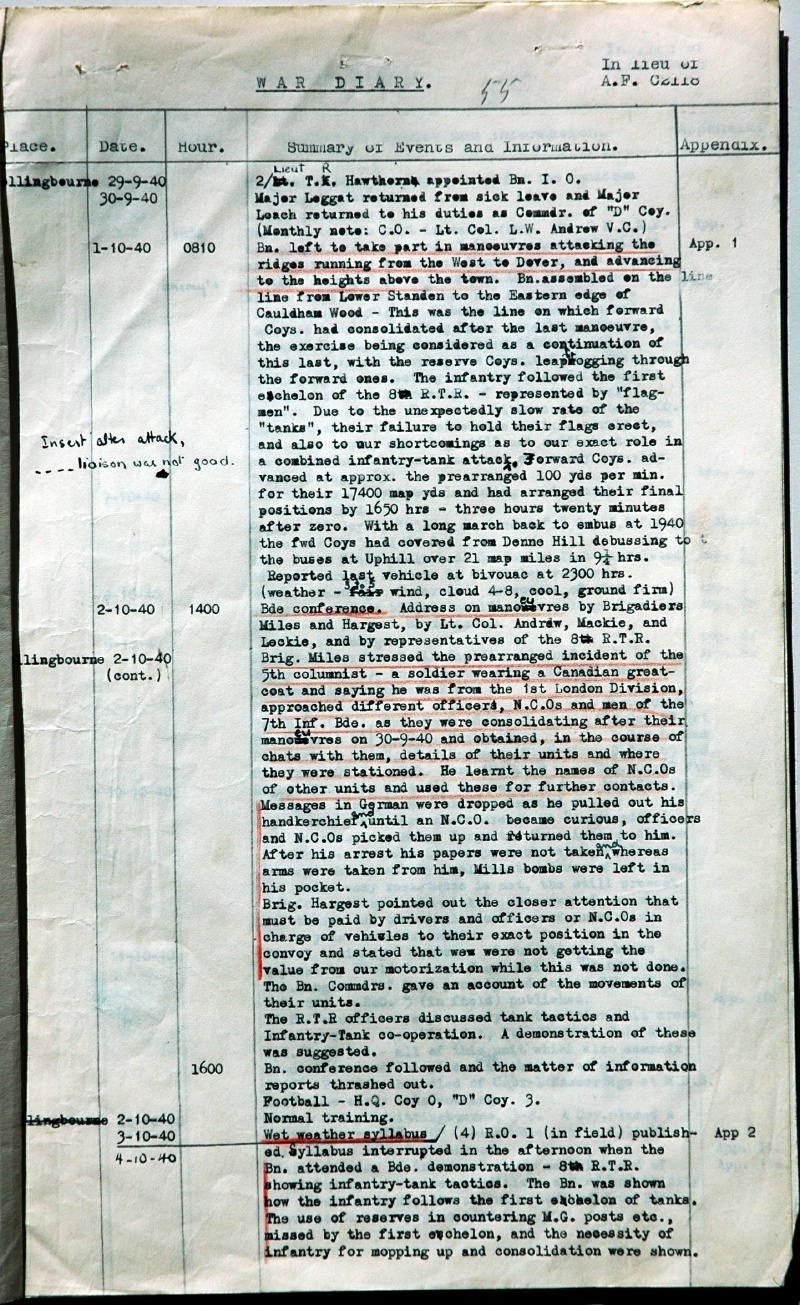 In lieu of
WAR DIARY. 55 A.F. C2118
Place. Date. Hour. Summary of Events and Information. Appendix.
Lieut R
llingbourne 29-9-40 2/Lt. T.K. Hawthorn appointed Bn. I. O.
30-9-40 Major Leggat returned from sick leave and Major
Leach returned to his duties as Commdr. of "D" Coy.
(Monthly note: C.O. - Lt. Col. L.W. Andrew V.C.)
1-10-40 0810 Bn. left to take part in manoeuvres attacking the App. 1
ridges running from the West to Dover, and advancing
to the heights above the town. Bn.assembled on the line
line from Lower Standen to the Eastern edge of
Cauldham Wood - This was the line on which forward
Coys. had consolidated after the last manoeuvre,
the exercise being considered as a continuation of
this last, with the reserve Coys. leapfrogging through
the forward ones. The infantry followed the first
echelon of the 8th R.T.R. - represented by "flag-
men". Due to the unexpectedly slow rate of the
"tanks", their failure to hold their flags erect,
Insert after attack, and also to our shortcomings as to our exact role in
---- liaison was not good. a combined infantry-tank attack, Forward Coys. ad-
vanced at approx. the prearranged 100 yds per min.
for their 17400 map yds and had arranged their final
positions by 1650 hrs - three hours twenty minutes
after zero. With a long march back to embus at 1940
the fwd Coys had covered from Denne Hill debussing to t
the buses at Uphill over 21 map miles in 9¼ hrs.
Reported last vehicle at bivouac at 2300 hrs.
(weather - fair wind, cloud 4-8, cool, ground firm)
2-10-40 1400 Bde conference. Address on manoeuvres by Brigadiers
Miles and Hargest, by Lt. Col. Andrew, Mackie, and
Leckie, and by representatives of the 8th R.T.R.
llingbourne 2-10-40 Brig. Miles stressed the prearranged incident of the
(cont.) 5th columnist - a soldier wearing a Canadian great-
coat and saying he was from the 1st London Division,
approached different officers, N.C.Os and men of the
7th Inf. Bde. as they were consolidating after their
manoeuvres on 30-9-40 and obtained, in the course of
chats with them, details of their units and where
they were stationed. He learnt the names of N.C.Os
of other units and used these for further contacts.
Messages in German were dropped as he pulled out his
handkerchief and until an N.C.O. became curious, officers
and N.C.Os picked them up and returned them to him.
After his arrest his papers were not taken and whereas
arms were taken from him, Mills bombs were left in
his pocket.
Brig. Hargest pointed out the closer attention that
must be paid by drivers and officers or N.C.Os in
charge of vehicles to their exact position in the
convoy and stated that wew were not getting the
value from our motorization while this was not done.
The Bn. Commdrs. gave an account of the movements of
their units.
The R.T.R officers discussed tank tactics and
Infantry-Tank co-operation. A demonstration of these
was suggested.
1600 Bn. conference followed and the matter of information
reports thrashed out.
Football - H.Q. Coy 0, "D" Coy. 3.
llingbourne 2-10-40 Normal training.
3-10-40 Wet weather syllabus / (4) R.O. 1 (in field) publish- App 2
4-10-40 ed. Syllabus interrupted in the afternoon when the
Bn. attended a Bde. demonstration - 8th R.T.R.
showing infantry-tank tactics. The Bn. was shown
how the infantry follows the first echelon of tanks.
The use of reserves in countering M.G. posts etc.,
missed by the first echelon, and the necessity of
infantry for mopping up and consolidation were shown.